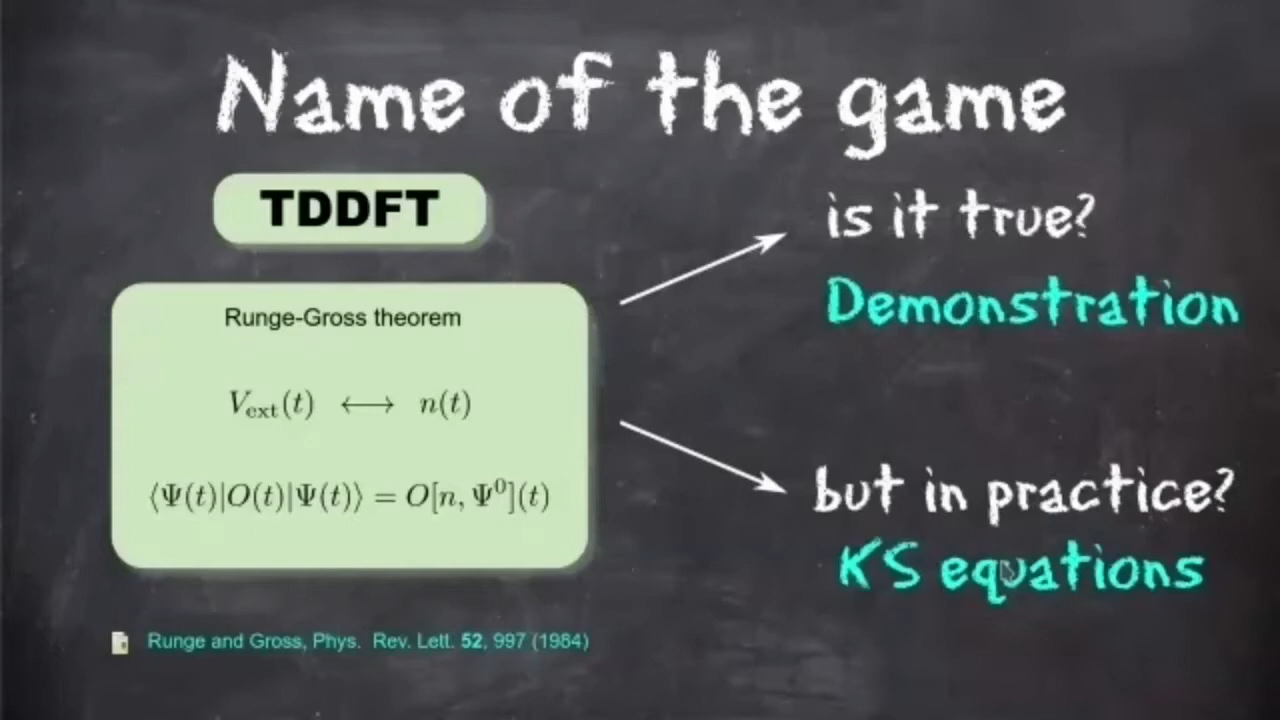 Name of the game
TDDFT
Runge-Gross theorem
V_ext(t) ⟷ n(t)
⟨Ψ(t)|O(t)|Ψ(t)⟩ = O[n, Ψ⁰](t)
Runge and Gross, Phys. Rev. Lett. 52, 997 (1984)
is it true?
Demonstration
but in practice?
KS equations